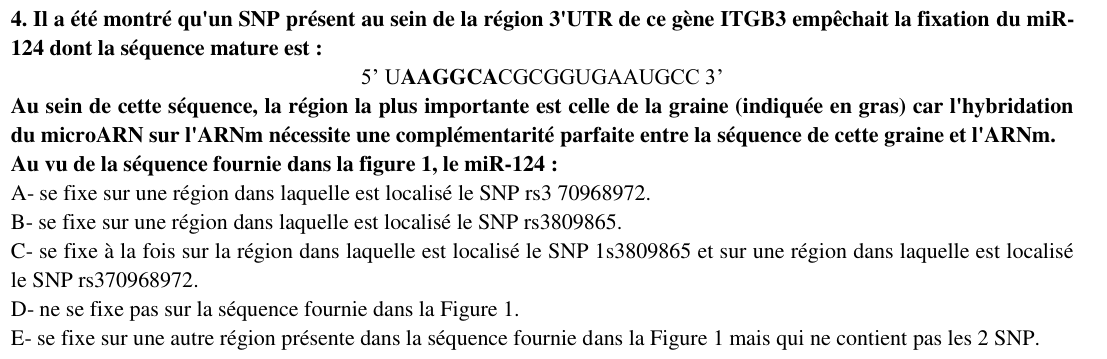 4. Il a été montré qu'un SNP présent au sein de la région 3'UTR de ce gène ITGB3 empêchait la fixation du miR-
124 dont la séquence mature est :
5’ UAAGGCACGCGGUGAAUGCC 3’
Au sein de cette séquence, la région la plus importante est celle de la graine (indiquée en gras) car l'hybridation
du microARN sur l'ARNm nécessite une complémentarité parfaite entre la séquence de cette graine et l'ARNm.
Au vu de la séquence fournie dans la figure 1, le miR-124 :
A- se fixe sur une région dans laquelle est localisé le SNP rs3 70968972.
B- se fixe sur une région dans laquelle est localisé le SNP rs3809865.
C- se fixe à la fois sur la région dans laquelle est localisé le SNP 1s3809865 et sur une région dans laquelle est localisé
le SNP rs370968972.
D- ne se fixe pas sur la séquence fournie dans la Figure 1.
E- se fixe sur une autre région présente dans la séquence fournie dans la Figure 1 mais qui ne contient pas les 2 SNP.